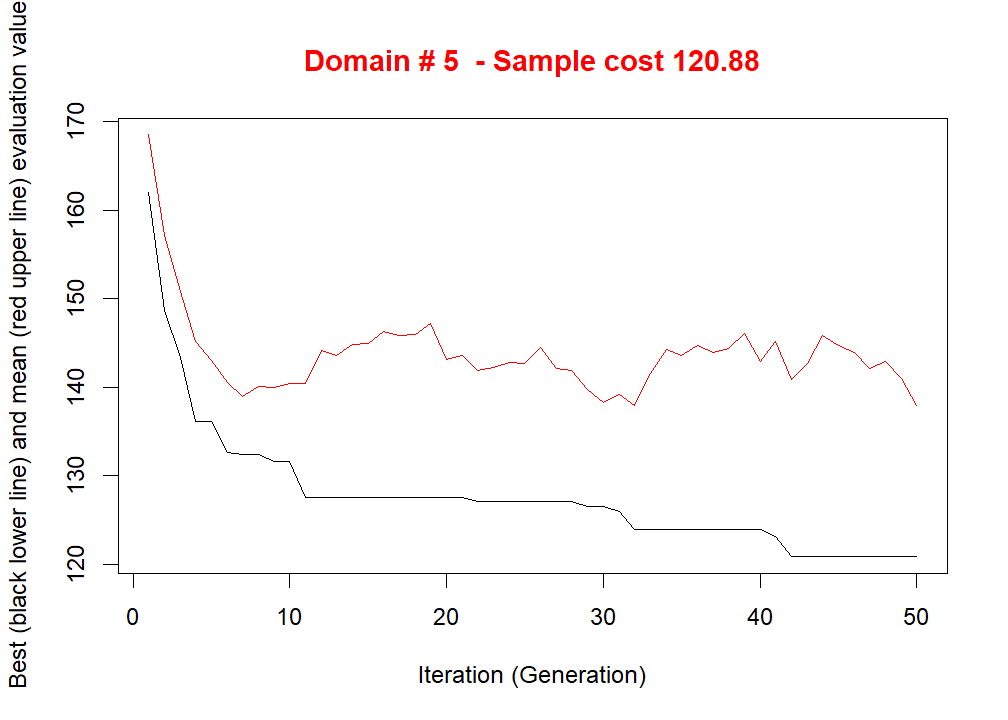 Domain # 5  - Sample cost 120.88
Best (black lower line) and mean (red upper line) evaluation value
170
160
150
140
130
120
0 10 20 30 40 50
Iteration (Generation)